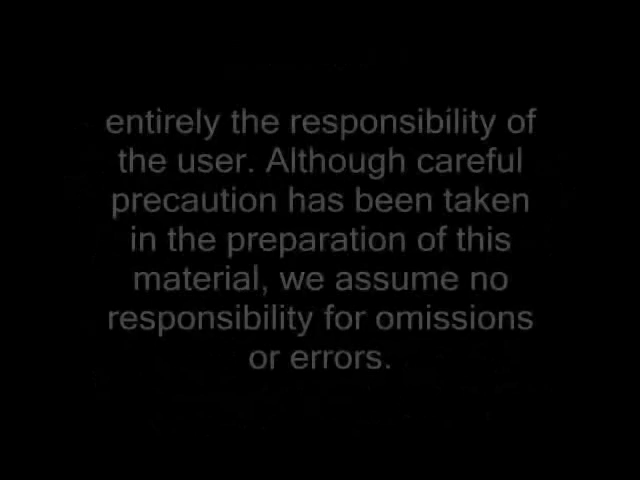 entirely the responsibility of
the user. Although careful
precaution has been taken
in the preparation of this
material, we assume no
responsibility for omissions
or errors.